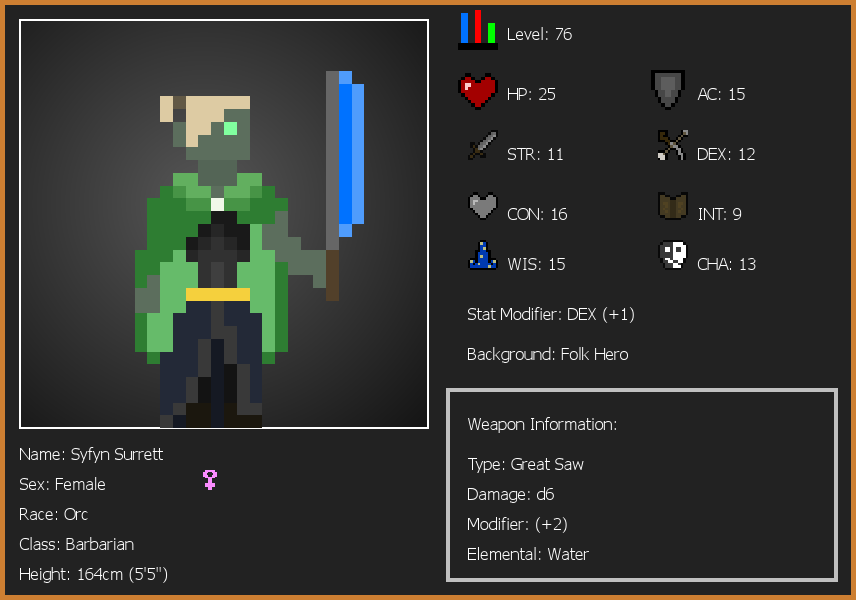 Level: 76
HP: 25
AC: 15
STR: 11
DEX: 12
CON: 16
INT: 9
WIS: 15
CHA: 13
Stat Modifier: DEX (+1)
Background: Folk Hero
Weapon Information:
Type: Great Saw
Damage: d6
Modifier: (+2)
Elemental: Water
Name: Syfyn Surrett
Sex: Female
Race: Orc
Class: Barbarian
Height: 164cm (5'5")